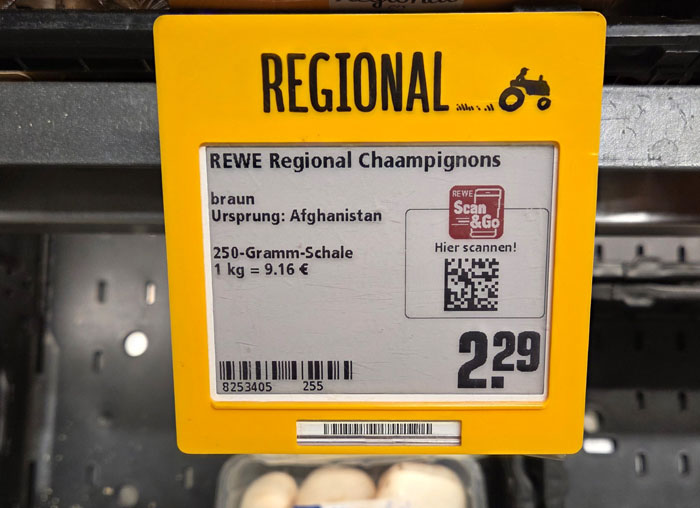 REGIONAL
REWE Regional Chaampignons
braun
Ursprung: Afghanistan
250-Gramm-Schale
1 kg = 9.16 €
REWE
Scan
&Go
Hier scannen!
2.29
8253405 255